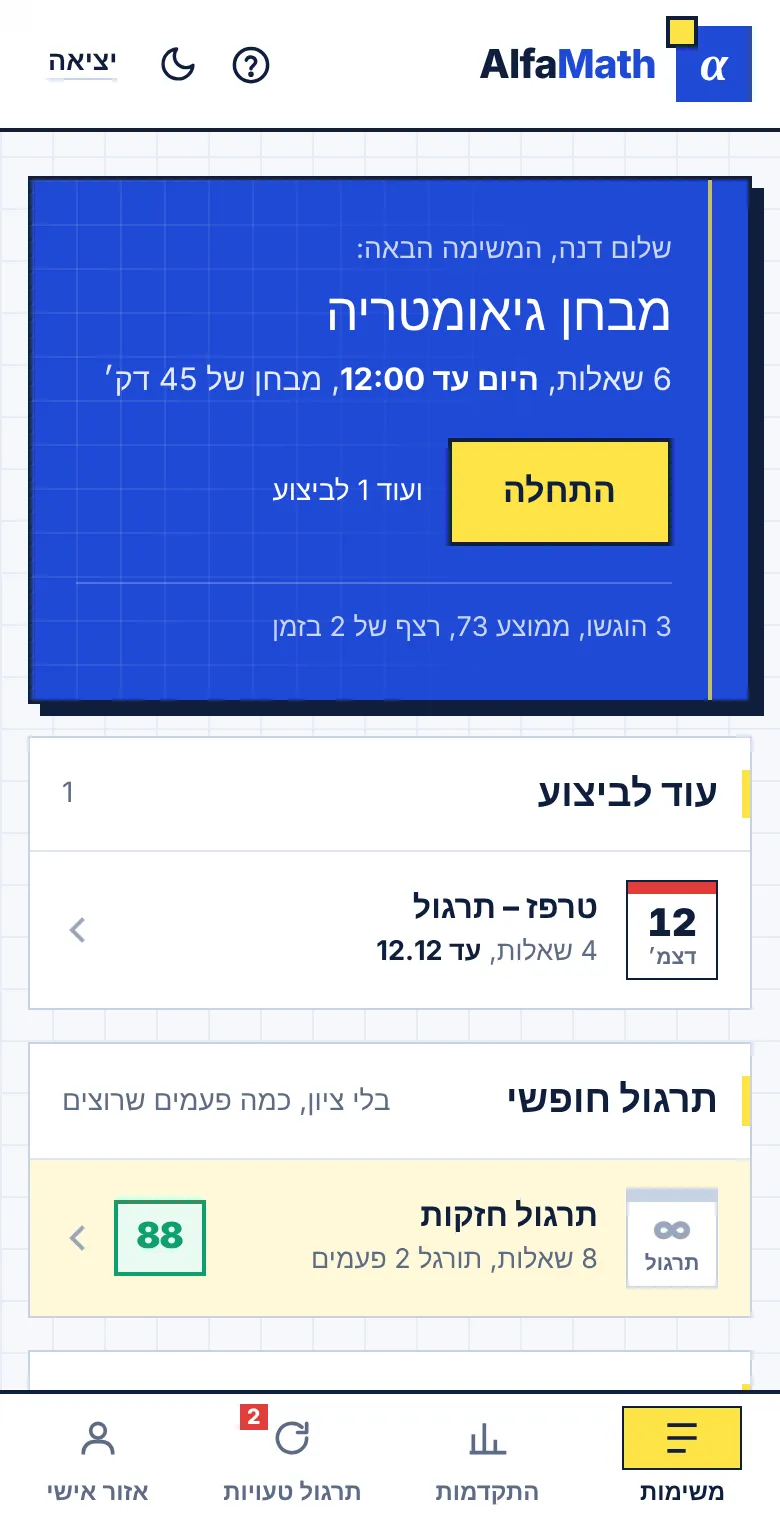 α
AlfaMath
יציאה
שלום דנה, המשימה הבאה:
מבחן גיאומטריה
6 שאלות, היום עד 12:00, מבחן של 45 דק׳
התחלה
ועוד 1 לביצוע
3 הוגשו, ממוצע 73, רצף של 2 בזמן
עוד לביצוע
1
12
דצמ׳
טרפז – תרגול
4 שאלות, עד 12.12
תרגול חופשי
בלי ציון, כמה פעמים שרוצים
∞
תרגול
תרגול חזקות
8 שאלות, תורגל 2 פעמים
88
משימות
התקדמות
2
תרגול טעויות
אזור אישי